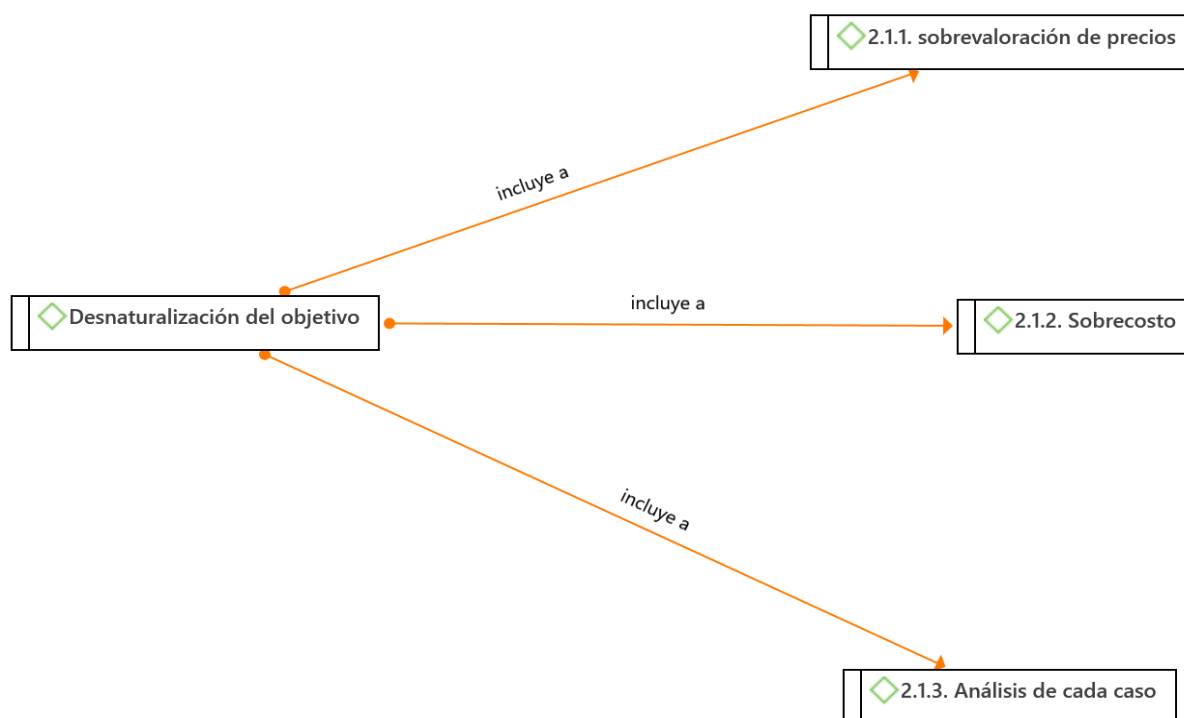 2.1.1. sobrevaloración de precios
incluye a
Desnaturalización del objetivo
incluye a
2.1.2. Sobrecosto
incluye a
2.1.3. Análisis de cada caso